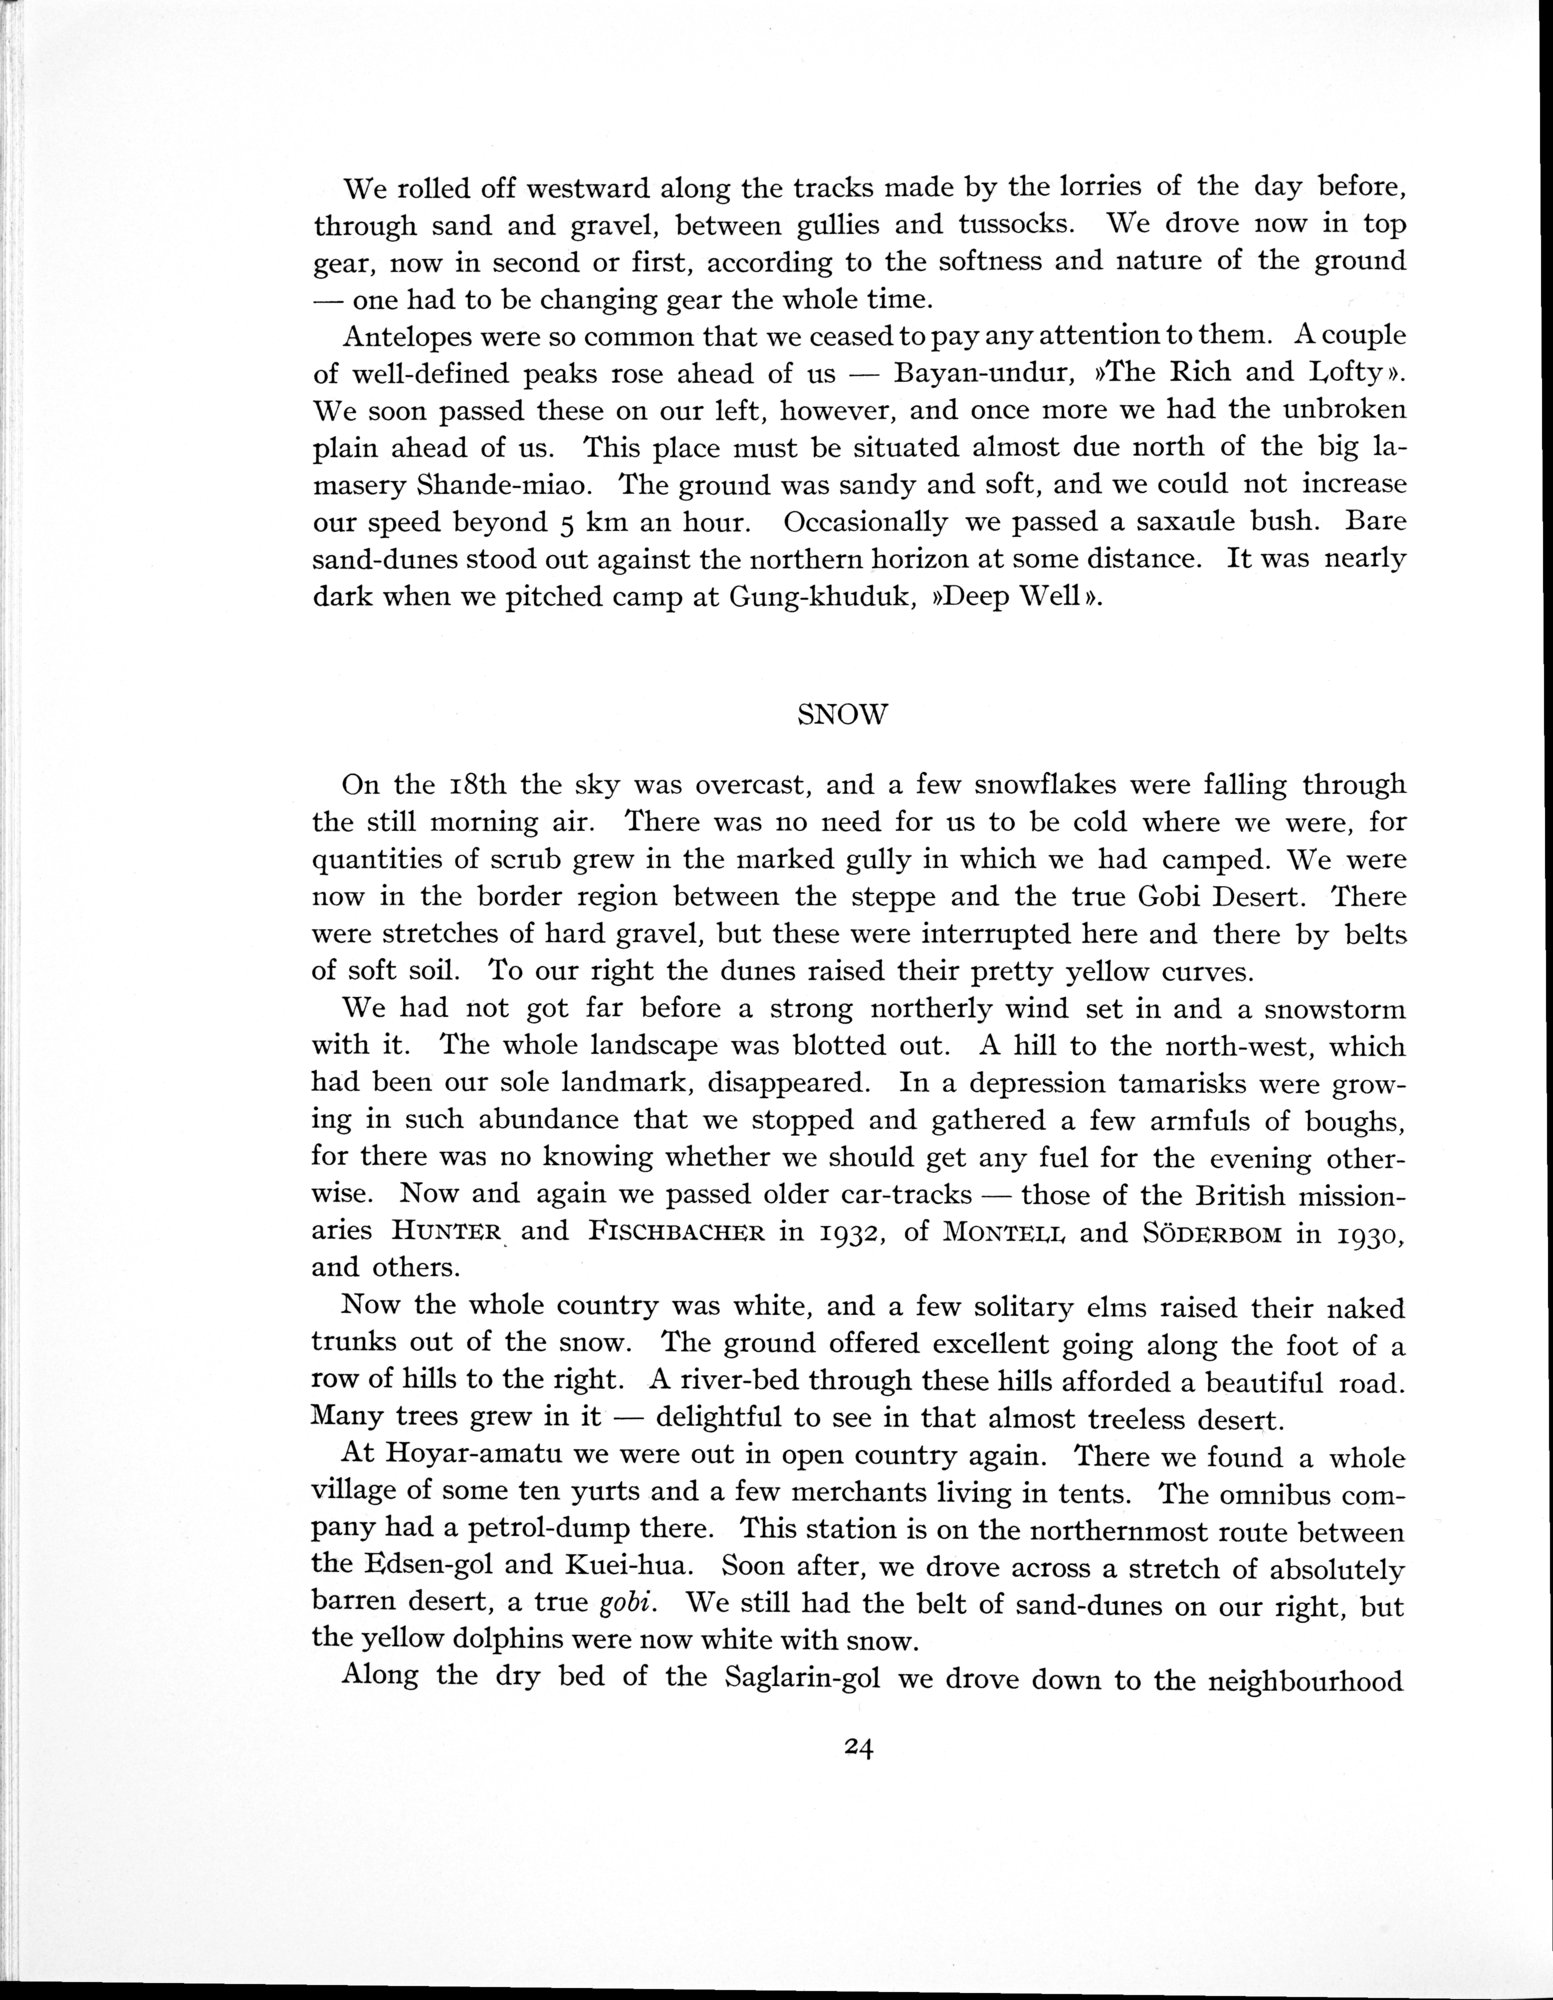 We rolled off westward along the tracks made by the lorries of the day before,
through sand and gravel, between gullies and tussocks. We drove now in top
gear, now in second or first, according to the softness and nature of the ground
— one had to be changing gear the whole time.
Antelopes were so common that we ceased to pay any attention to them. A couple
of well-defined peaks rose ahead of us — Bayan-undur, »The Rich and Lofty».
We soon passed these on our left, however, and once more we had the unbroken
plain ahead of us. This place must be situated almost due north of the big la-
masery Shande-miao. The ground was sandy and soft, and we could not increase
our speed beyond 5 km an hour. Occasionally we passed a saxaule bush. Bare
sand-dunes stood out against the northern horizon at some distance. It was nearly
dark when we pitched camp at Gung-khuduk, »Deep Well».
SNOW
On the 18th the sky was overcast, and a few snowflakes were falling through
the still morning air. There was no need for us to be cold where we were, for
quantities of scrub grew in the marked gully in which we had camped. We were
now in the border region between the steppe and the true Gobi Desert. There
were stretches of hard gravel, but these were interrupted here and there by belts
of soft soil. To our right the dunes raised their pretty yellow curves.
We had not got far before a strong northerly wind set in and a snowstorm
with it. The whole landscape was blotted out. A hill to the north-west, which
had been our sole landmark, disappeared. In a depression tamarisks were grow-
ing in such abundance that we stopped and gathered a few armfuls of boughs,
for there was no knowing whether we should get any fuel for the evening other-
wise. Now and again we passed older car-tracks — those of the British mission-
aries HUNTER and FISCHBACHER in 1932, of MONTELL and SÖDERBOM in 1930,
and others.
Now the whole country was white, and a few solitary elms raised their naked
trunks out of the snow. The ground offered excellent going along the foot of a
row of hills to the right. A river-bed through these hills afforded a beautiful road.
Many trees grew in it — delightful to see in that almost treeless desert.
At Hoyar-amatu we were out in open country again. There we found a whole
village of some ten yurts and a few merchants living in tents. The omnibus com-
pany had a petrol-dump there. This station is on the northernmost route between
the Edsen-gol and Kuei-hua. Soon after, we drove across a stretch of absolutely
barren desert, a true gobi. We still had the belt of sand-dunes on our right, but
the yellow dolphins were now white with snow.
Along the dry bed of the Saglarin-gol we drove down to the neighbourhood
24